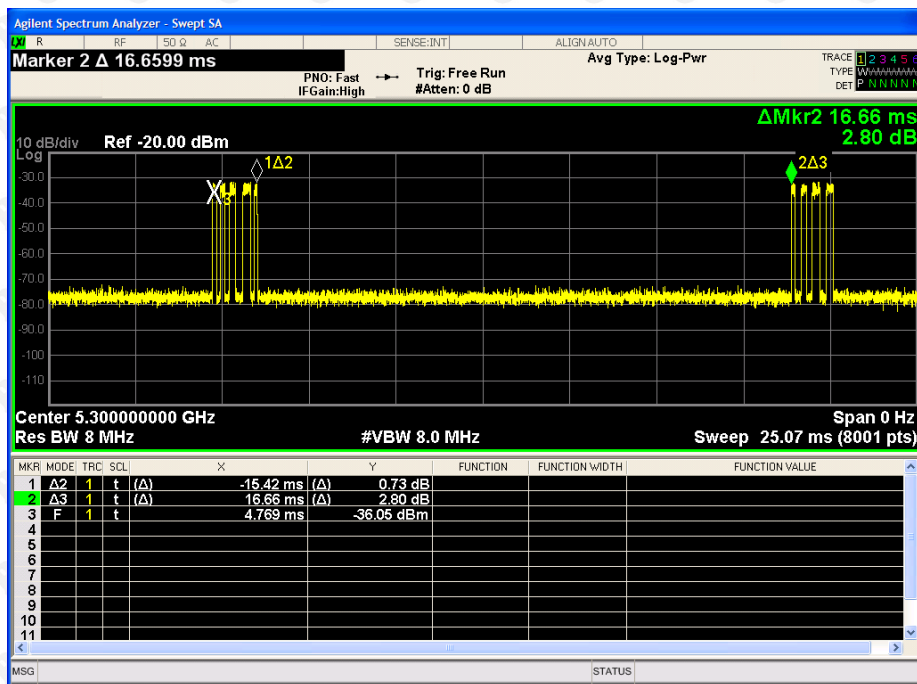 Agilent Spectrum Analyzer - Swept SA
LXI R RF 50 Ω AC SENSE:INT ALIGN AUTO
Marker 2 Δ 16.6599 ms
PNO: Fast Trig: Free Run
IFGain:High #Atten: 0 dB
Avg Type: Log-Pwr
TRACE 1 2 3 4 5 6
TYPE W
DET P N N N N N
ΔMkr2 16.66 ms
2.80 dB
10 dB/div Ref -20.00 dBm
Log
1Δ2 2Δ3
-30.0
3
-40.0
-50.0
-60.0
-70.0
-80.0
-90.0
-100
-110
Center 5.300000000 GHz Span 0 Hz
Res BW 8 MHz #VBW 8.0 MHz Sweep 25.07 ms (8001 pts)
MKR MODE TRC SCL X Y FUNCTION FUNCTION WIDTH FUNCTION VALUE
1 Δ2 1 t (Δ) -15.42 ms (Δ) 0.73 dB
2 Δ3 1 t (Δ) 16.66 ms (Δ) 2.80 dB
3 F 1 t 4.769 ms -36.05 dBm
4
5
6
7
8
9
10
11
MSG STATUS